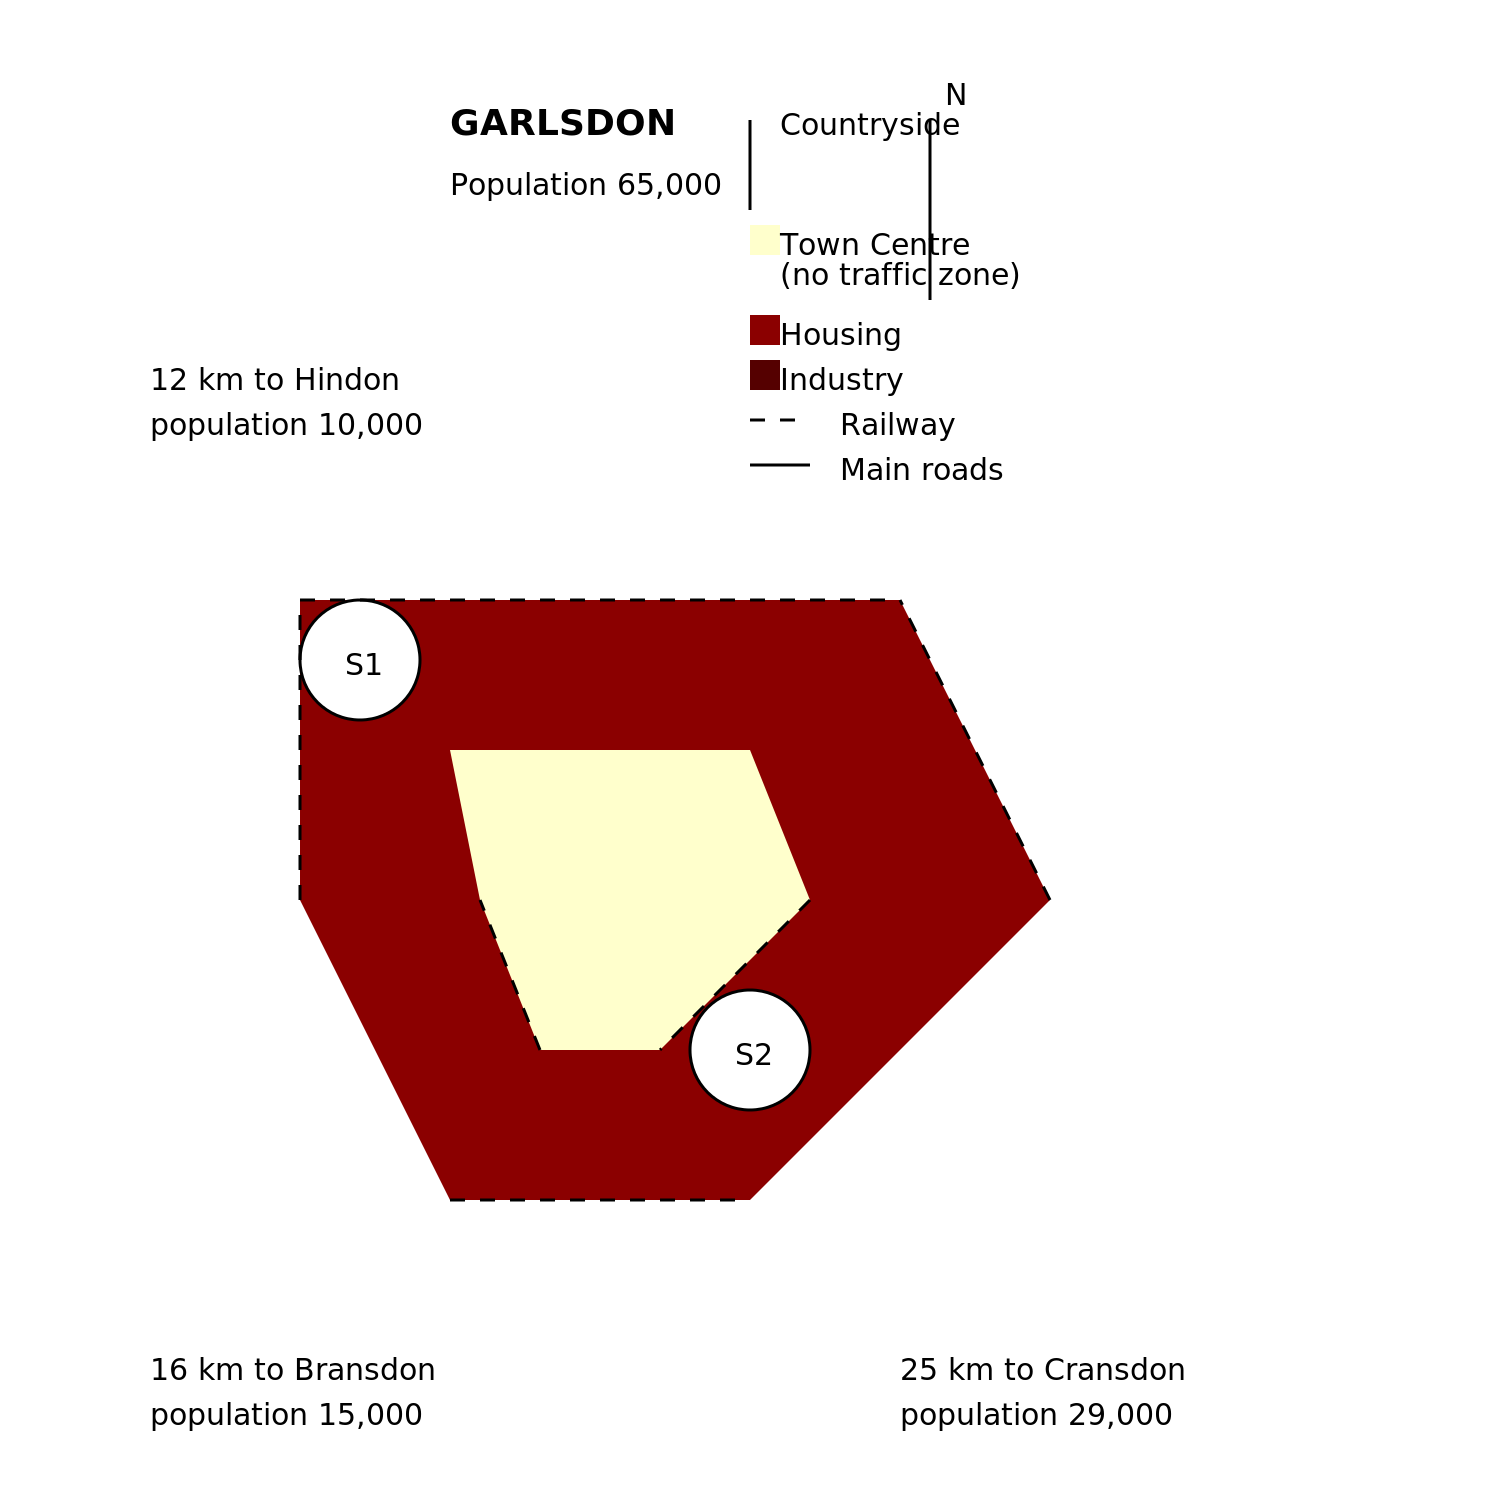 N
GARLSDON
Countryside
Population 65,000
Town Centre
(no traffic zone)
Housing
12 km to Hindon
Industry
population 10,000
Railway
Main roads
S1
S2
16 km to Bransdon
population 15,000
25 km to Cransdon
population 29,000